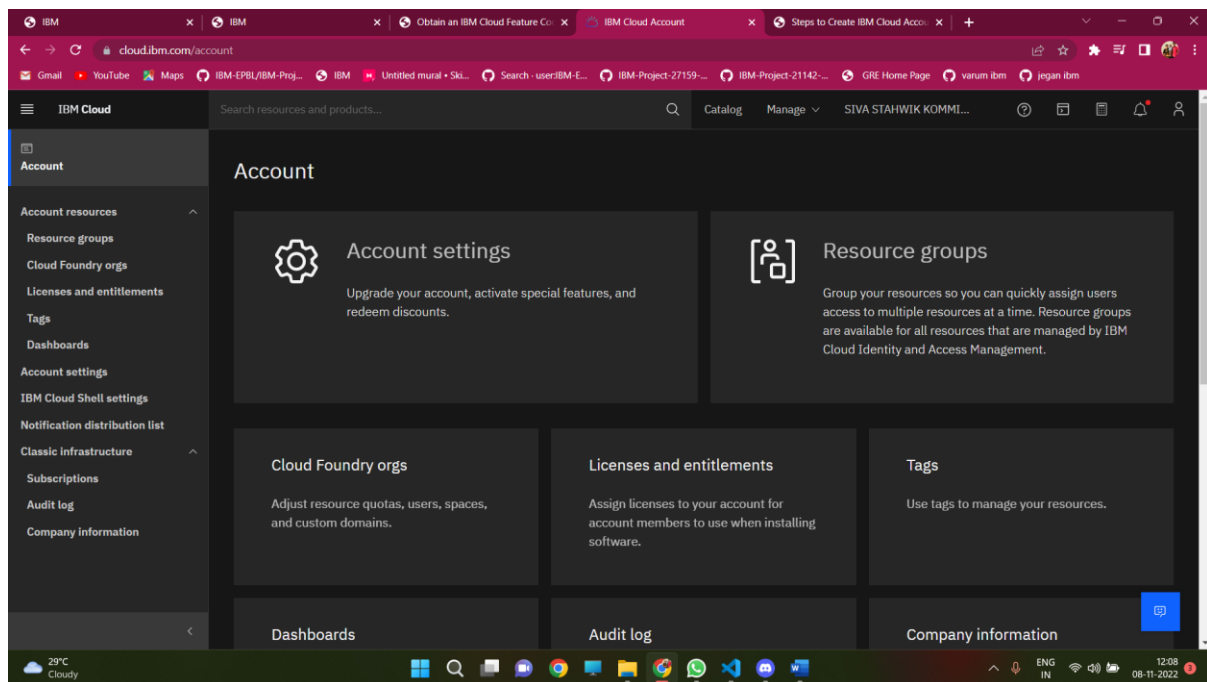 IBM
IBM
Obtain an IBM Cloud Feature Co
IBM Cloud Account
Steps to Create IBM Cloud Accou
cloud.ibm.com/account
Gmail YouTube Maps IBM-EPBL/IBM-Proj... IBM Untitled mural • Ski... Search · user:IBM-E... IBM-Project-27159-... IBM-Project-21142-... GRE Home Page varum ibm jegan ibm
IBM Cloud
Search resources and products...
Catalog
Manage
SIVA STAHWIK KOMMI...
Account
Account resources
Resource groups
Cloud Foundry orgs
Licenses and entitlements
Tags
Dashboards
Account settings
IBM Cloud Shell settings
Notification distribution list
Classic infrastructure
Subscriptions
Audit log
Company information
Account
Account settings
Upgrade your account, activate special features, and
redeem discounts.
Resource groups
Group your resources so you can quickly assign users
access to multiple resources at a time. Resource groups
are available for all resources that are managed by IBM
Cloud Identity and Access Management.
Cloud Foundry orgs
Adjust resource quotas, users, spaces,
and custom domains.
Licenses and entitlements
Assign licenses to your account for
account members to use when installing
software.
Tags
Use tags to manage your resources.
Dashboards
Audit log
Company information
29°C
Cloudy
ENG
IN
12:08
08-11-2022
3